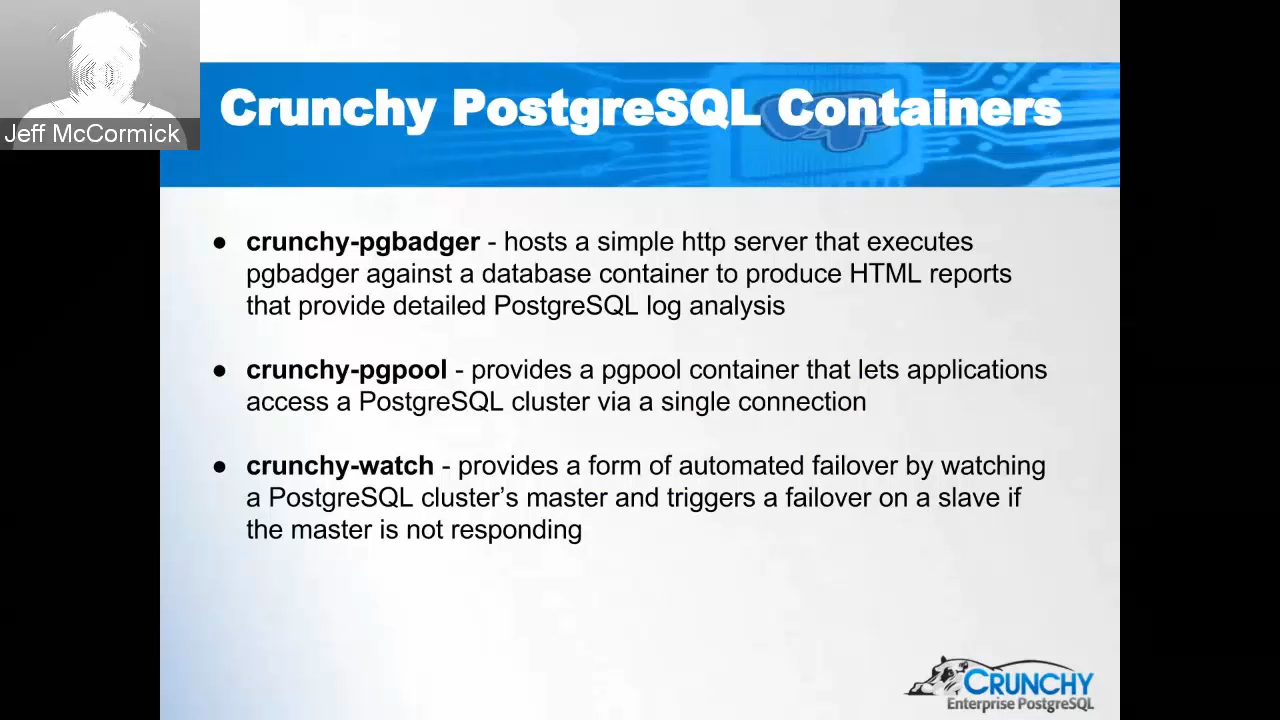 Jeff McCormick
Crunchy PostgreSQL Containers
● crunchy-pgbadger - hosts a simple http server that executes
pgbadger against a database container to produce HTML reports
that provide detailed PostgreSQL log analysis
● crunchy-pgpool - provides a pgpool container that lets applications
access a PostgreSQL cluster via a single connection
● crunchy-watch - provides a form of automated failover by watching
a PostgreSQL cluster’s master and triggers a failover on a slave if
the master is not responding
CRUNCHY
Enterprise PostgreSQL